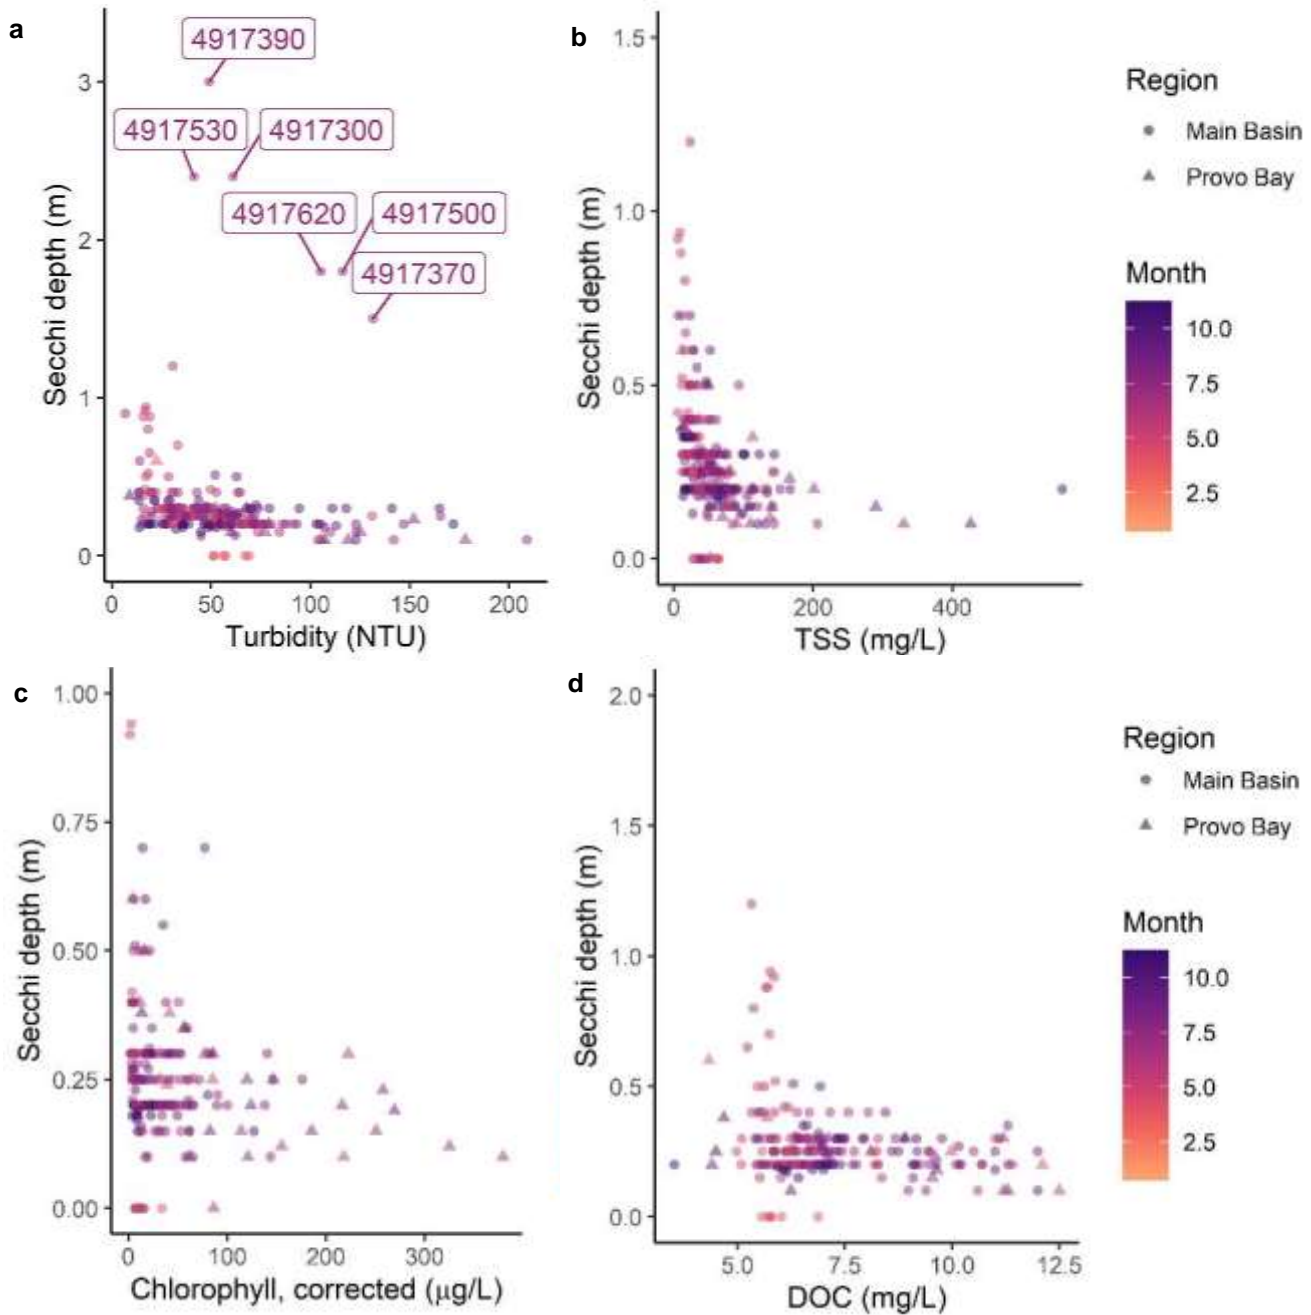 a
4917390
4917530
4917300
4917620
4917500
4917370
Secchi depth (m)
3
2
1
0
0 50 100 150 200
Turbidity (NTU)
b
1.5
1.0
0.5
0.0
Secchi depth (m)
0 200 400
TSS (mg/L)
Region
Main Basin
Provo Bay
Month
10.0
7.5
5.0
2.5
c
1.00
0.75
0.50
0.25
0.00
Secchi depth (m)
0 100 200 300
Chlorophyll, corrected (μg/L)
d
2.0
1.5
1.0
0.5
0.0
Secchi depth (m)
5.0 7.5 10.0 12.5
DOC (mg/L)
Region
Main Basin
Provo Bay
Month
10.0
7.5
5.0
2.5